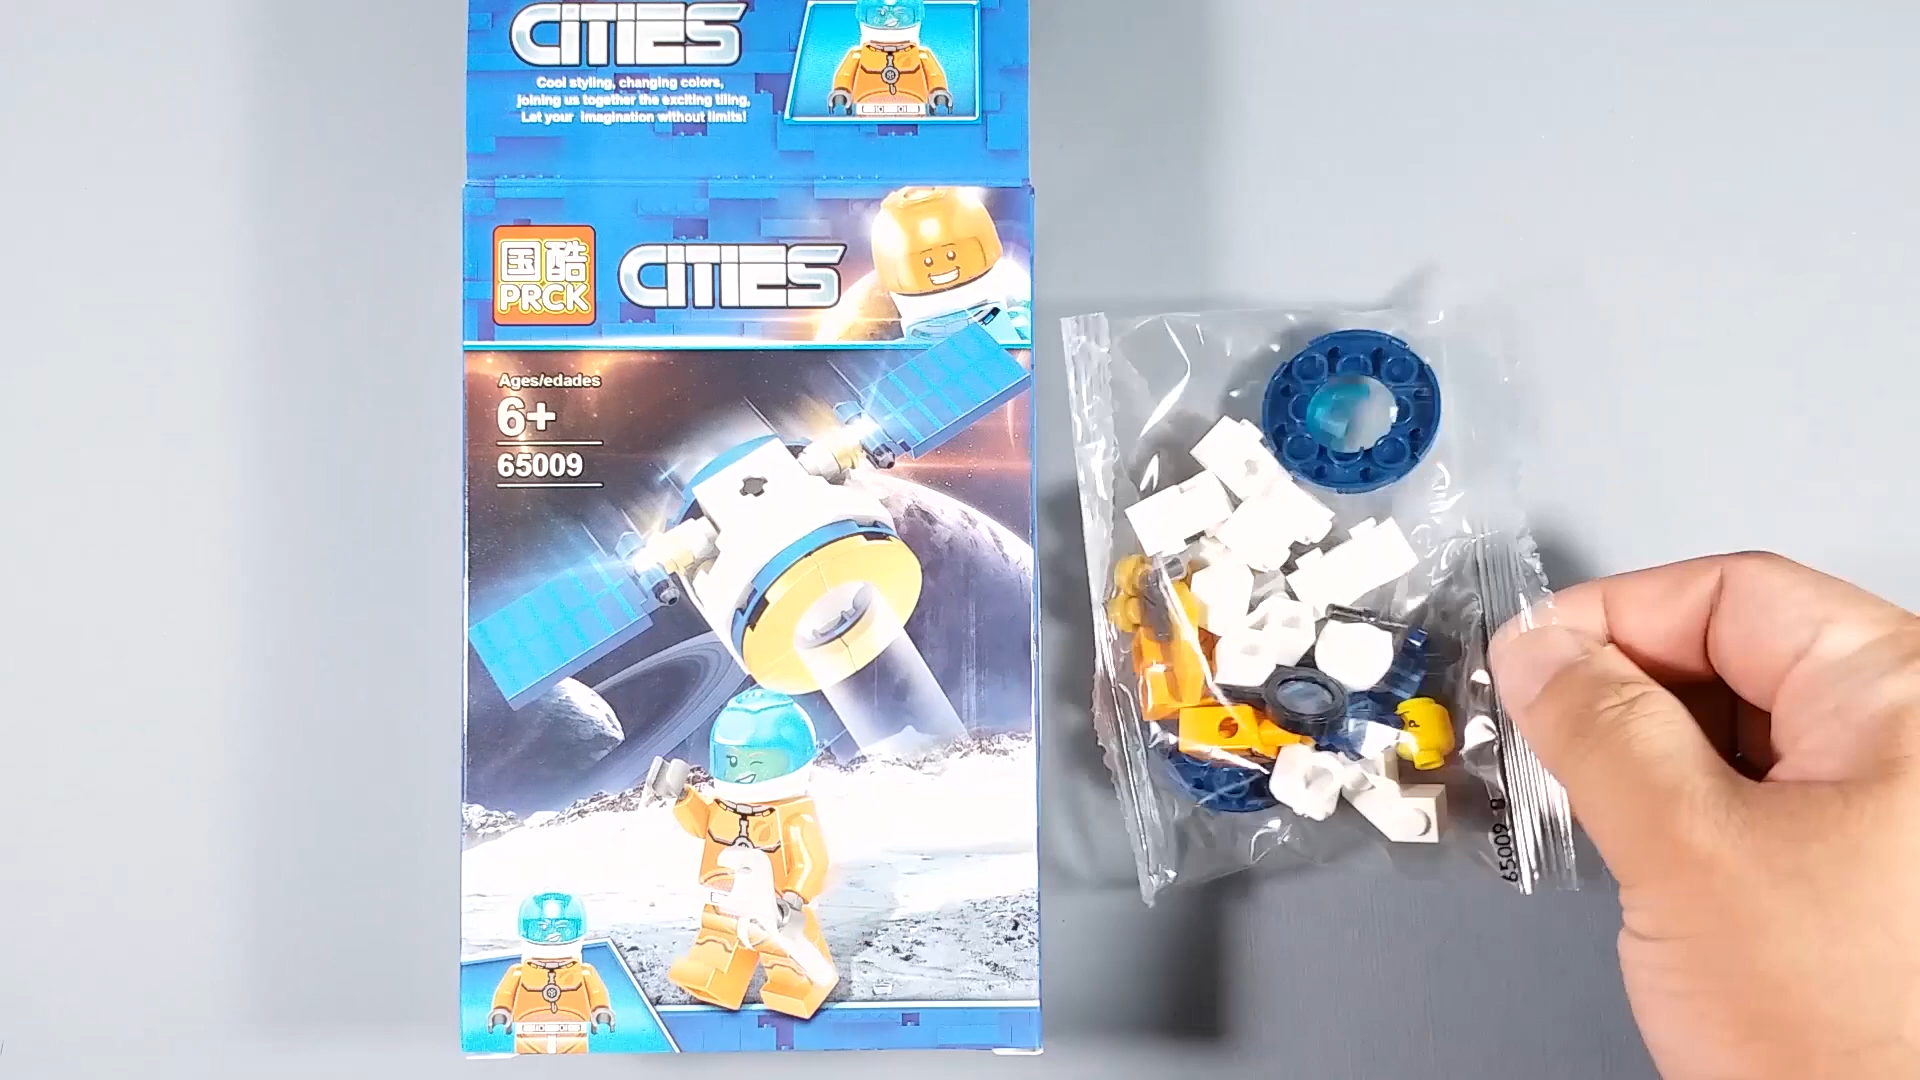 CITIES
Cool styling, changing colors,
joining us together the exciting tiling,
Let your imagination without limits!
国酷
PRCK
CITIES
Ages/edades
6+
65009
65009